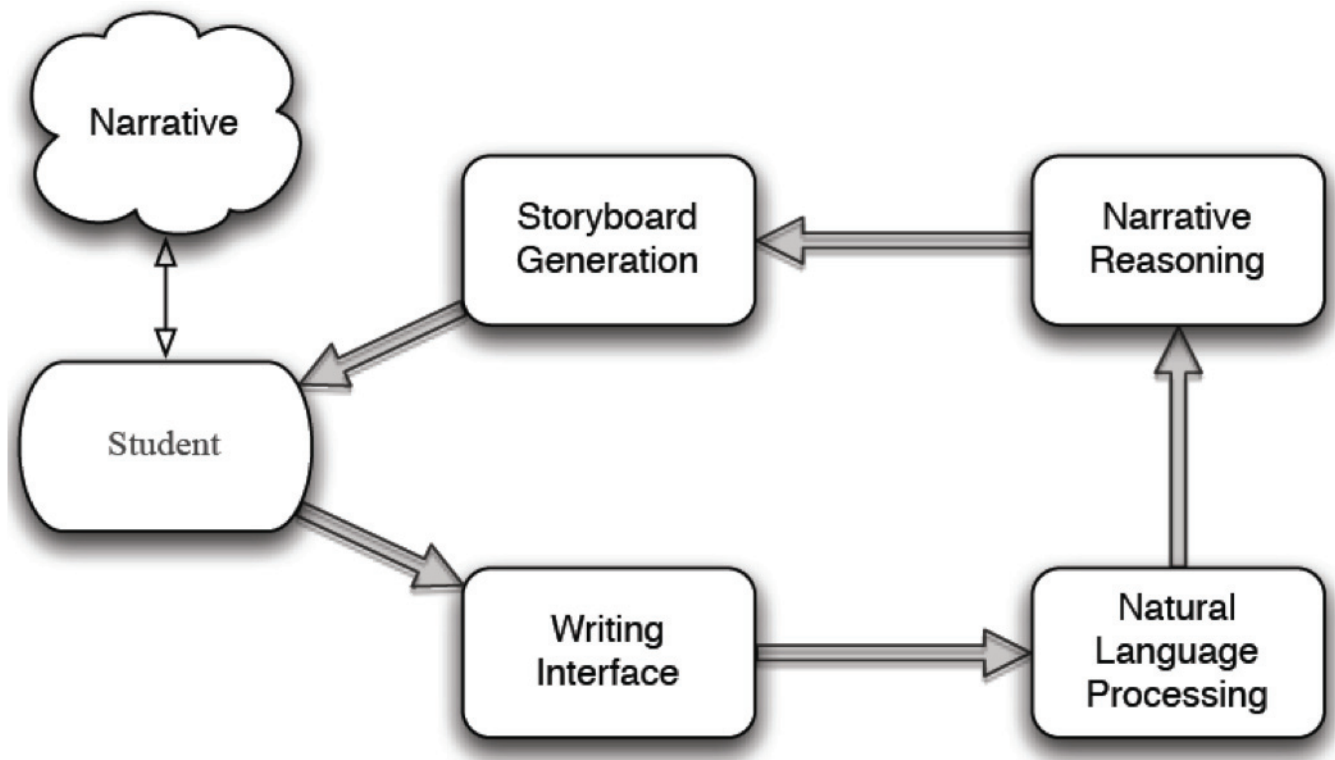 Narrative
Storyboard
Generation
Narrative
Reasoning
Student
Writing
Interface
Natural
Language
Processing